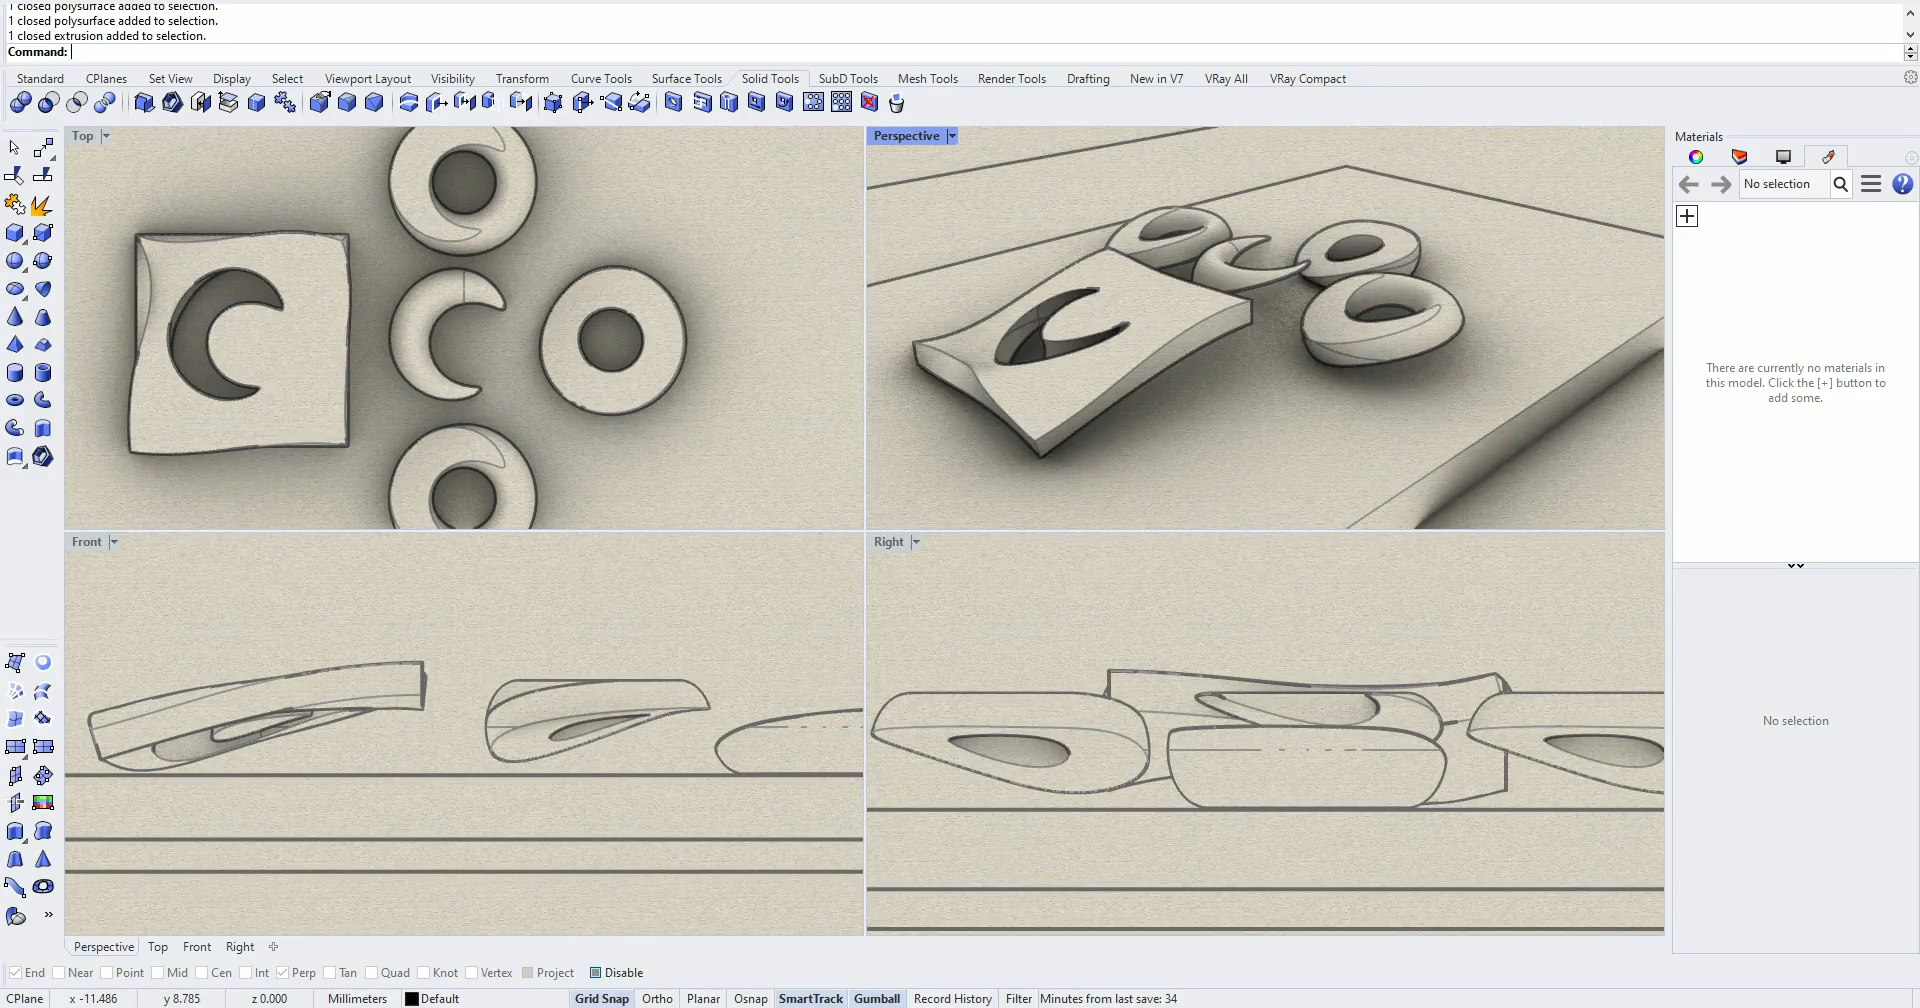 1 closed polysurface added to selection.
1 closed polysurface added to selection.
1 closed extrusion added to selection.
Command:
Standard CPlanes Set View Display Select Viewport Layout Visibility Transform Curve Tools Surface Tools Solid Tools SubD Tools Mesh Tools Render Tools Drafting New in V7 VRay All VRay Compact
Top
Perspective
Materials
No selection
There are currently no materials in
this model. Click the [+] button to
add some.
Front
Right
No selection
Perspective Top Front Right
End Near Point Mid Cen Int Perp Tan Quad Knot Vertex Project Disable
CPlane x -11.486 y 8.785 z 0.000 Millimeters Default Grid Snap Ortho Planar Osnap SmartTrack Gumball Record History Filter Minutes from last save: 34